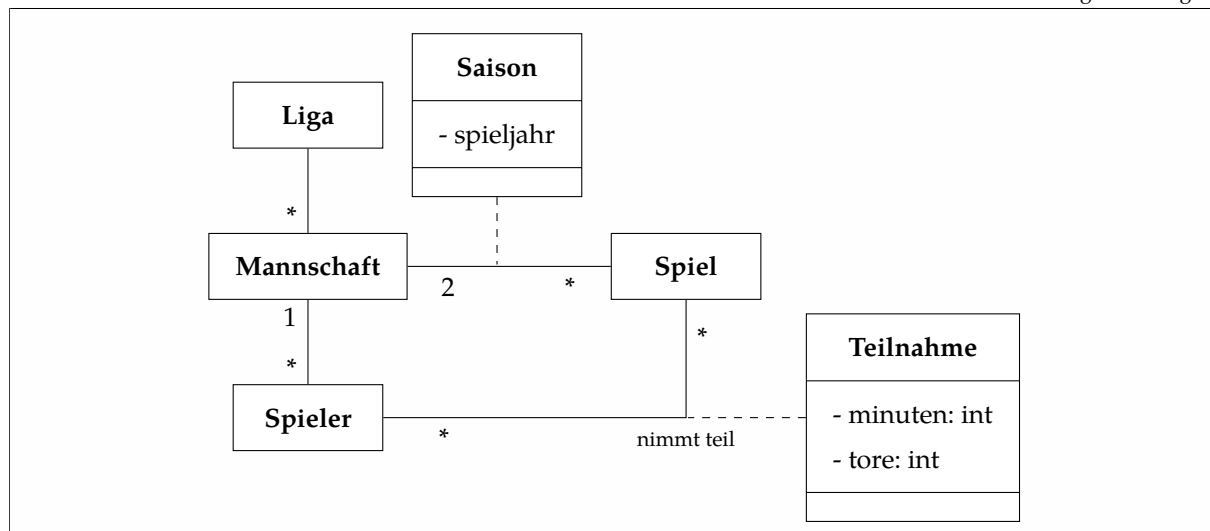 Saison
- spieljahr
Liga
*
Mannschaft
2
*
Spiel
1
*
*
Spieler
*
nimmt teil
Teilnahme
- minuten: int
- tore: int